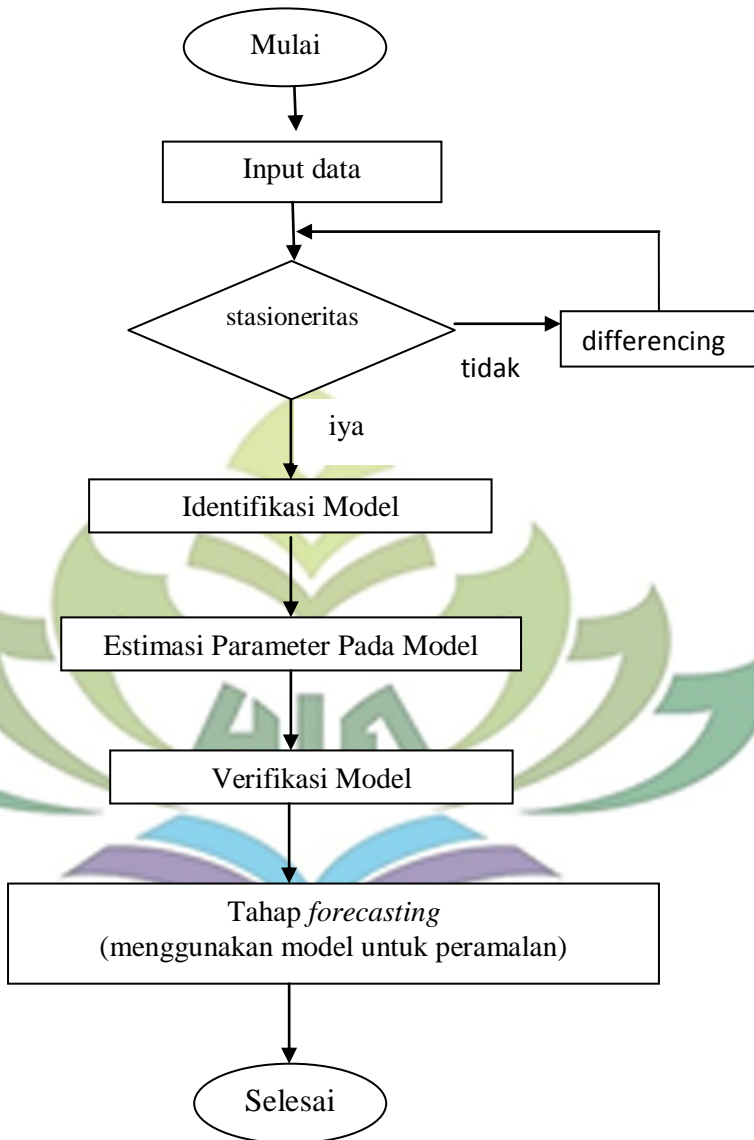 Mulai
Input data
stasioneritas
differencing
tidak
iya
Identifikasi Model
Estimasi Parameter Pada Model
Verifikasi Model
Tahap forecasting
(menggunakan model untuk peramalan)
Selesai